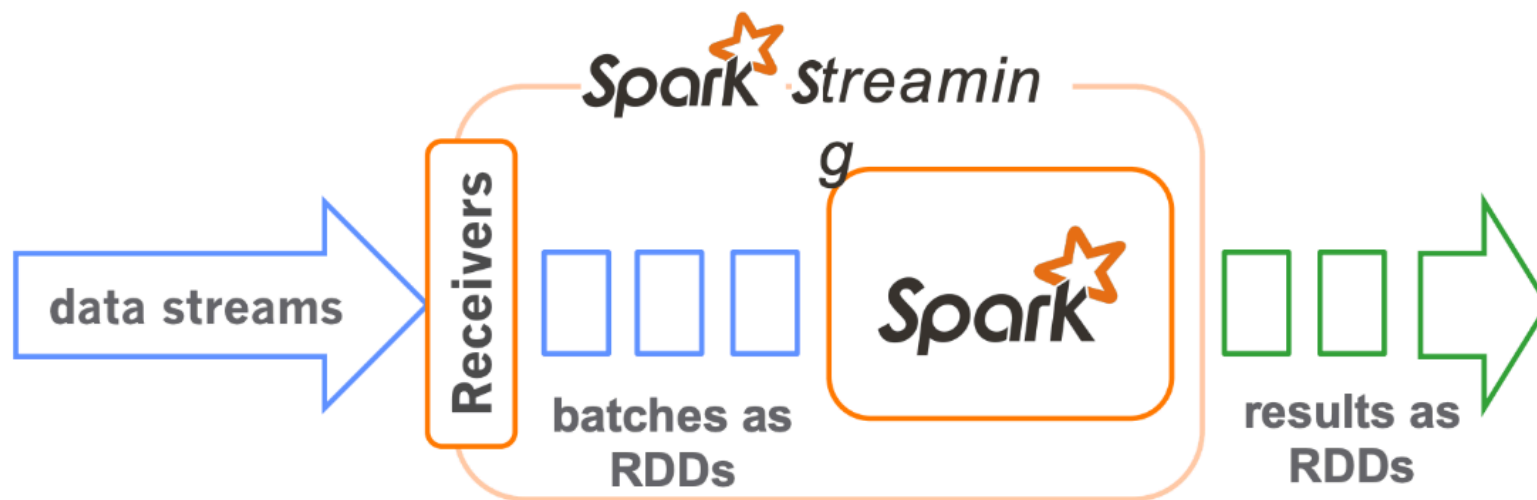 Spark Streamin
g
data streams
Receivers
batches as
RDDs
Spark
results as
RDDs